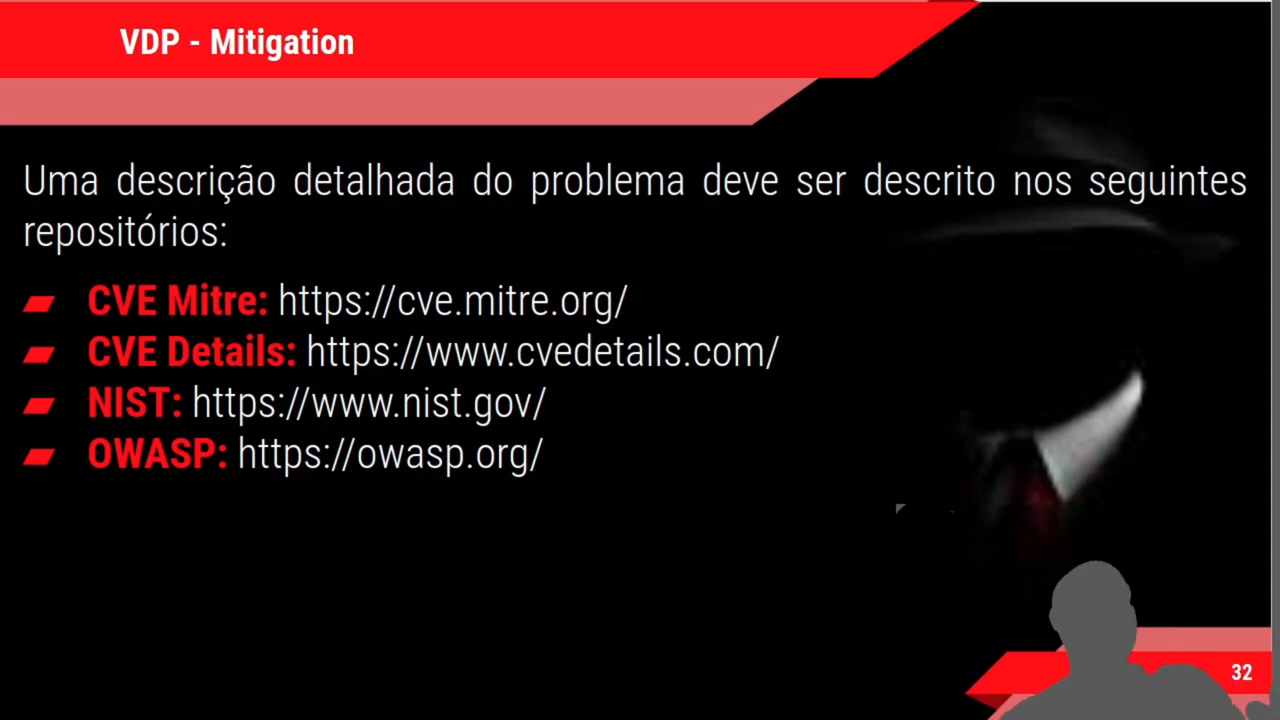 VDP - Mitigation
Uma descrição detalhada do problema deve ser descrito nos seguintes
repositórios:
CVE Mitre: https://cve.mitre.org/
CVE Details: https://www.cvedetails.com/
NIST: https://www.nist.gov/
OWASP: https://owasp.org/
32